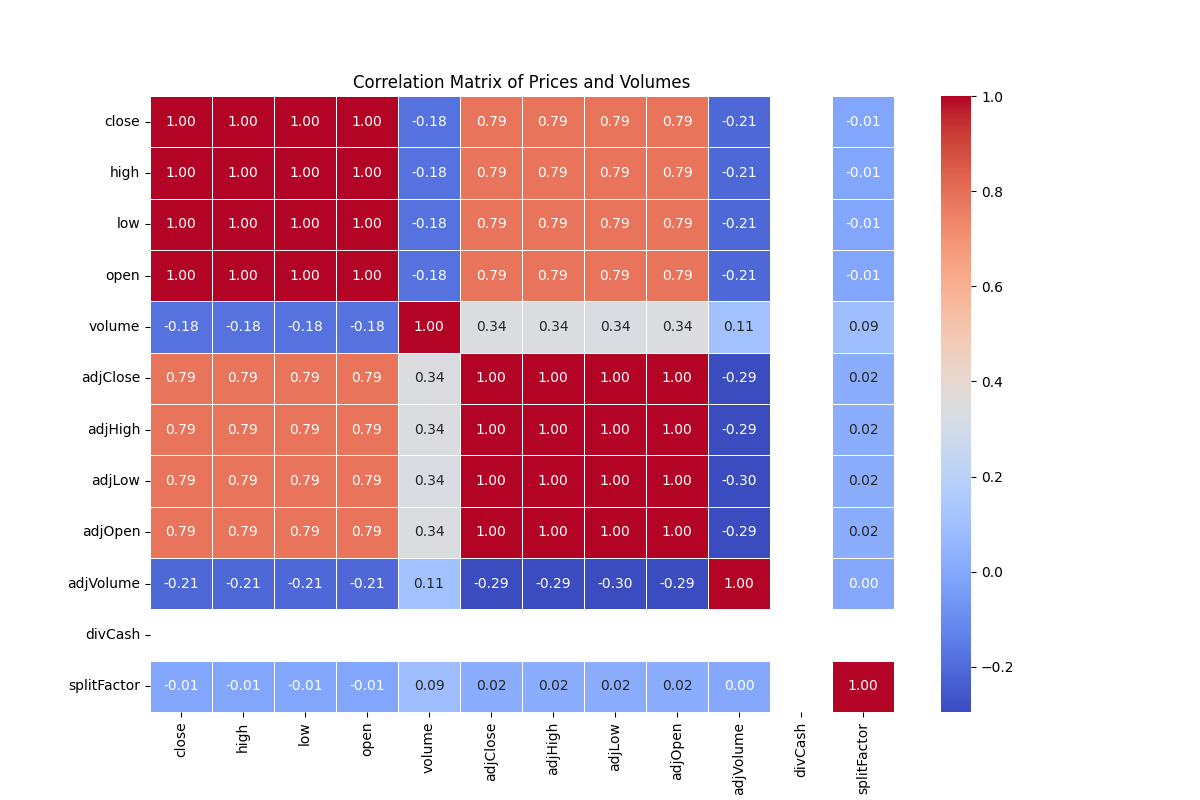 Correlation Matrix of Prices and Volumes
close 1.00 1.00 1.00 1.00 -0.18 0.79 0.79 0.79 0.79 -0.21 -0.01
high 1.00 1.00 1.00 1.00 -0.18 0.79 0.79 0.79 0.79 -0.21 -0.01
low 1.00 1.00 1.00 1.00 -0.18 0.79 0.79 0.79 0.79 -0.21 -0.01
open 1.00 1.00 1.00 1.00 -0.18 0.79 0.79 0.79 0.79 -0.21 -0.01
volume -0.18 -0.18 -0.18 -0.18 1.00 0.34 0.34 0.34 0.34 0.11 0.09
adjClose 0.79 0.79 0.79 0.79 0.34 1.00 1.00 1.00 1.00 -0.29 0.02
adjHigh 0.79 0.79 0.79 0.79 0.34 1.00 1.00 1.00 1.00 -0.29 0.02
adjLow 0.79 0.79 0.79 0.79 0.34 1.00 1.00 1.00 1.00 -0.30 0.02
adjOpen 0.79 0.79 0.79 0.79 0.34 1.00 1.00 1.00 1.00 -0.29 0.02
adjVolume -0.21 -0.21 -0.21 -0.21 0.11 -0.29 -0.29 -0.30 -0.29 1.00 0.00
divCash
splitFactor -0.01 -0.01 -0.01 -0.01 0.09 0.02 0.02 0.02 0.02 0.00 1.00
close high low open volume adjClose adjHigh adjLow adjOpen adjVolume divCash splitFactor
1.0
0.8
0.6
0.4
0.2
0.0
−0.2